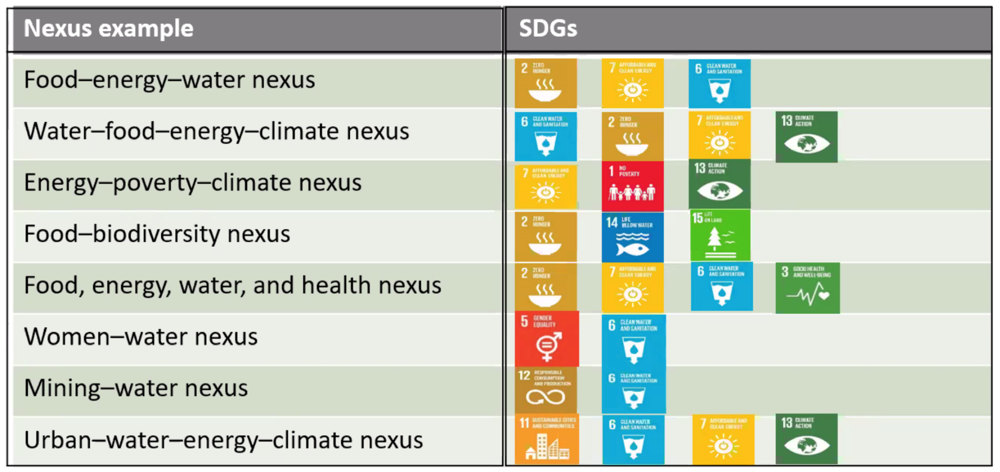 Nexus example
SDGs
Food–energy–water nexus
2 ZERO HUNGER
7 AFFORDABLE AND CLEAN ENERGY
6 CLEAN WATER AND SANITATION
Water–food–energy–climate nexus
6 CLEAN WATER AND SANITATION
2 ZERO HUNGER
7 AFFORDABLE AND CLEAN ENERGY
13 CLIMATE ACTION
Energy–poverty–climate nexus
7 AFFORDABLE AND CLEAN ENERGY
1 NO POVERTY
13 CLIMATE ACTION
Food–biodiversity nexus
2 ZERO HUNGER
14 LIFE BELOW WATER
15 LIFE ON LAND
Food, energy, water, and health nexus
2 ZERO HUNGER
7 AFFORDABLE AND CLEAN ENERGY
6 CLEAN WATER AND SANITATION
3 GOOD HEALTH AND WELL-BEING
Women–water nexus
5 GENDER EQUALITY
6 CLEAN WATER AND SANITATION
Mining–water nexus
12 RESPONSIBLE CONSUMPTION AND PRODUCTION
6 CLEAN WATER AND SANITATION
Urban–water–energy–climate nexus
11 SUSTAINABLE CITIES AND COMMUNITIES
6 CLEAN WATER AND SANITATION
7 AFFORDABLE AND CLEAN ENERGY
13 CLIMATE ACTION